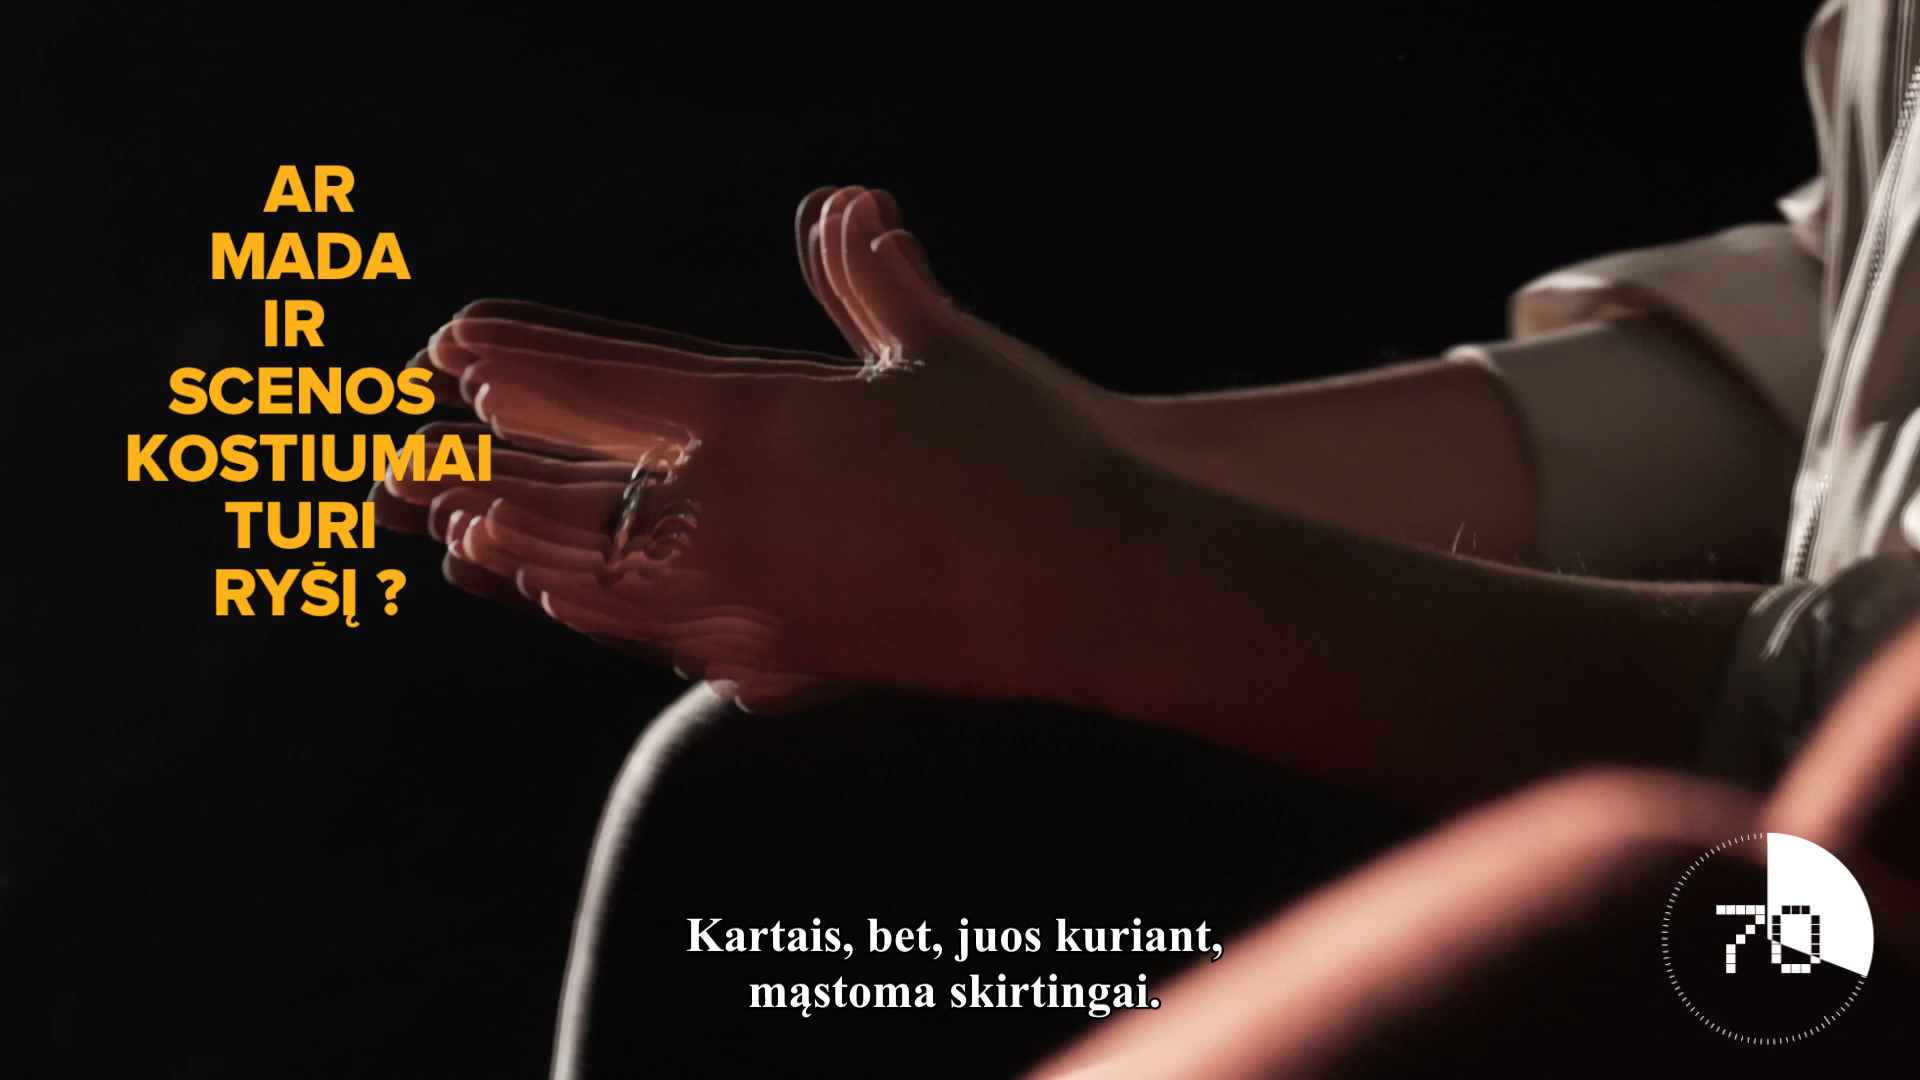 AR
MADA
IR
SCENOS
KOSTIUMAI
TURI
RYŠĮ ?
Kartais, bet, juos kuriant,
mąstoma skirtingai.
70